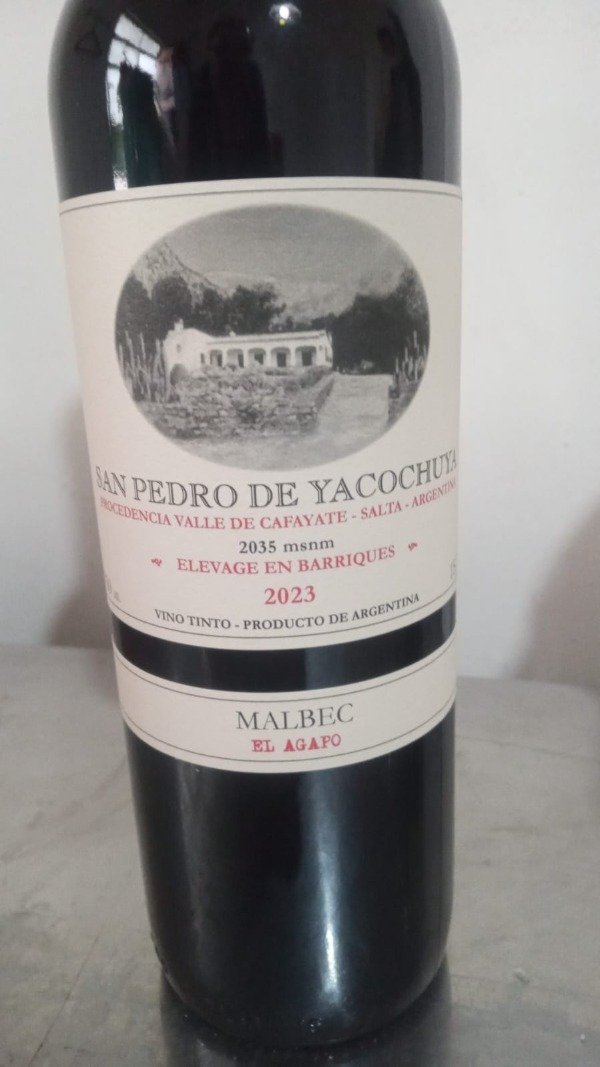 SAN PEDRO DE YACOCHUYA
PROCEDENCIA VALLE DE CAFAYATE - SALTA - ARGENTINA
2035 msnm
ELEVAGE EN BARRIQUES
2023
VINO TINTO - PRODUCTO DE ARGENTINA
MALBEC
EL AGAPO